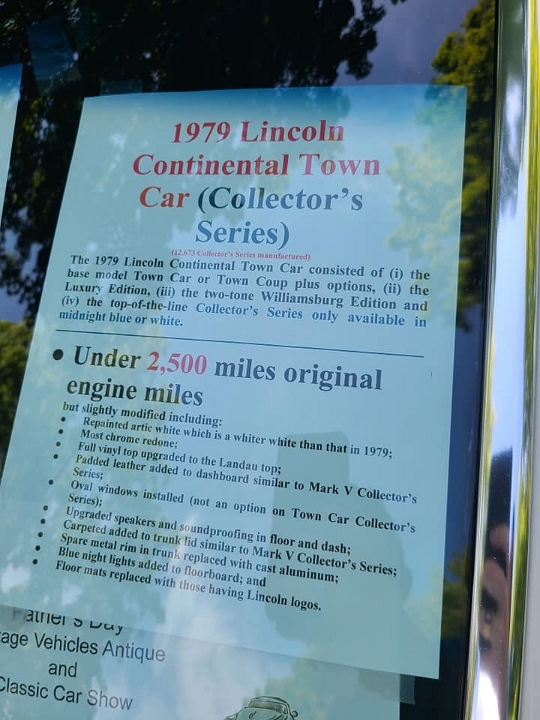 1979 Lincoln
Continental Town
Car (Collector's
Series)
(12,673 Collector's Series manufactured)
The 1979 Lincoln Continental Town Car consisted of (i) the
base model Town Car or Town Coup plus options, (ii) the
Luxury Edition, (iii) the two-tone Williamsburg Edition and
(iv) the top-of-the-line Collector's Series only available in
midnight blue or white.
• Under 2,500 miles original
engine miles
but slightly modified including:
• Repainted artic white which is a whiter white than that in 1979;
• Most chrome redone;
• Full vinyl top upgraded to the Landau top;
• Padded leather added to dashboard similar to Mark V Collector's
Series;
• Oval windows installed (not an option on Town Car Collector's
Series);
• Upgraded speakers and soundproofing in floor and dash;
• Carpeted added to trunk lid similar to Mark V Collector's Series;
• Spare metal rim in trunk replaced with cast aluminum;
• Blue night lights added to floorboard; and
• Floor mats replaced with those having Lincoln logos.
Father's Day
tage Vehicles Antique
and
Classic Car Show